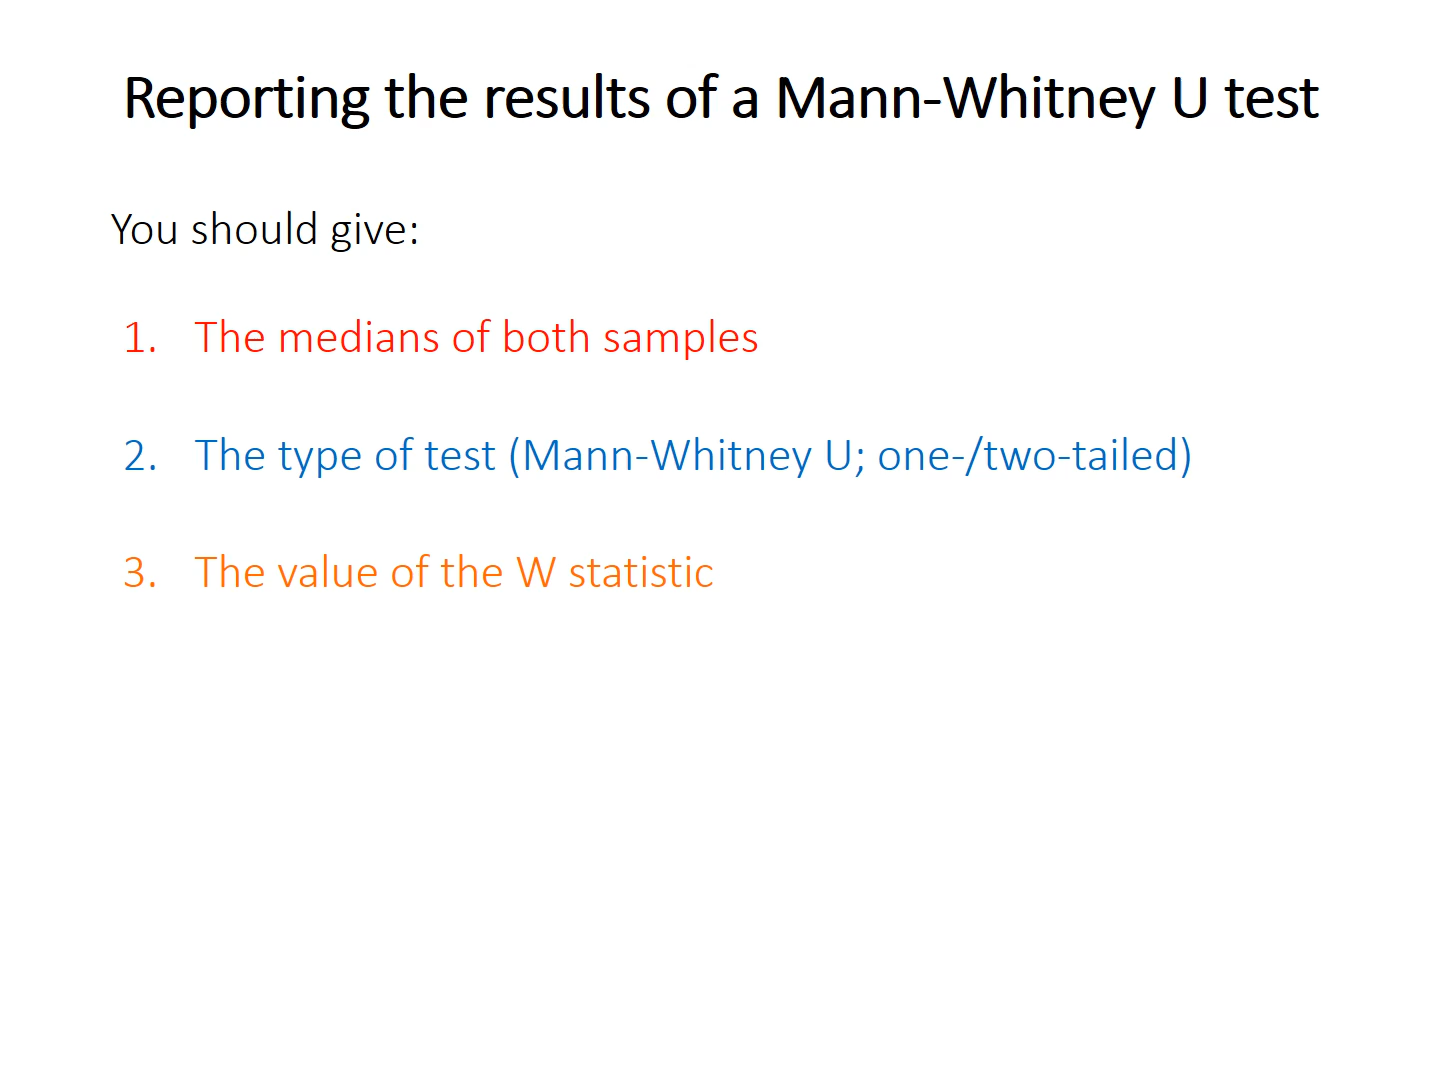 Reporting the results of a Mann-Whitney U test
You should give:
1. The medians of both samples
2. The type of test (Mann-Whitney U; one-/two-tailed)
3. The value of the W statistic